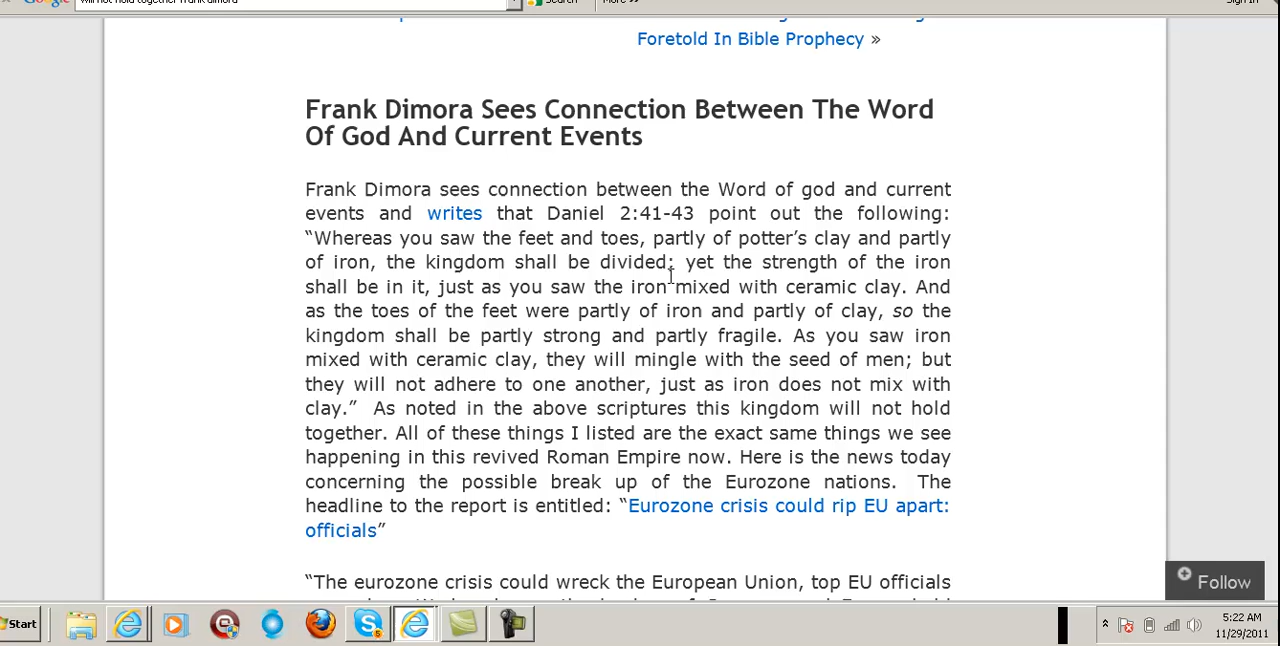 Google
will not hold together frank dimora
Search
More »
Sign In
Foretold In Bible Prophecy »
Frank Dimora Sees Connection Between The Word
Of God And Current Events
Frank Dimora sees connection between the Word of god and current
events and writes that Daniel 2:41-43 point out the following:
“Whereas you saw the feet and toes, partly of potter’s clay and partly
of iron, the kingdom shall be divided; yet the strength of the iron
shall be in it, just as you saw the iron mixed with ceramic clay. And
as the toes of the feet were partly of iron and partly of clay, so the
kingdom shall be partly strong and partly fragile. As you saw iron
mixed with ceramic clay, they will mingle with the seed of men; but
they will not adhere to one another, just as iron does not mix with
clay.” As noted in the above scriptures this kingdom will not hold
together. All of these things I listed are the exact same things we see
happening in this revived Roman Empire now. Here is the news today
concerning the possible break up of the Eurozone nations. The
headline to the report is entitled: “Eurozone crisis could rip EU apart:
officials”
“The eurozone crisis could wreck the European Union, top EU officials
Follow
Start
5:22 AM
11/29/2011